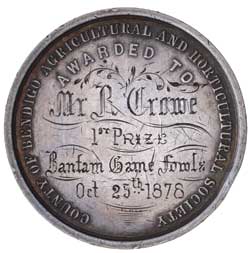 COUNTY OF BENDIGO AGRICULTURAL AND HORTICULTURAL SOCIETY
AWARDED TO
Mr R Crowe
1ST PRIZE
Bantam Game Fowls
Oct 25th 1878